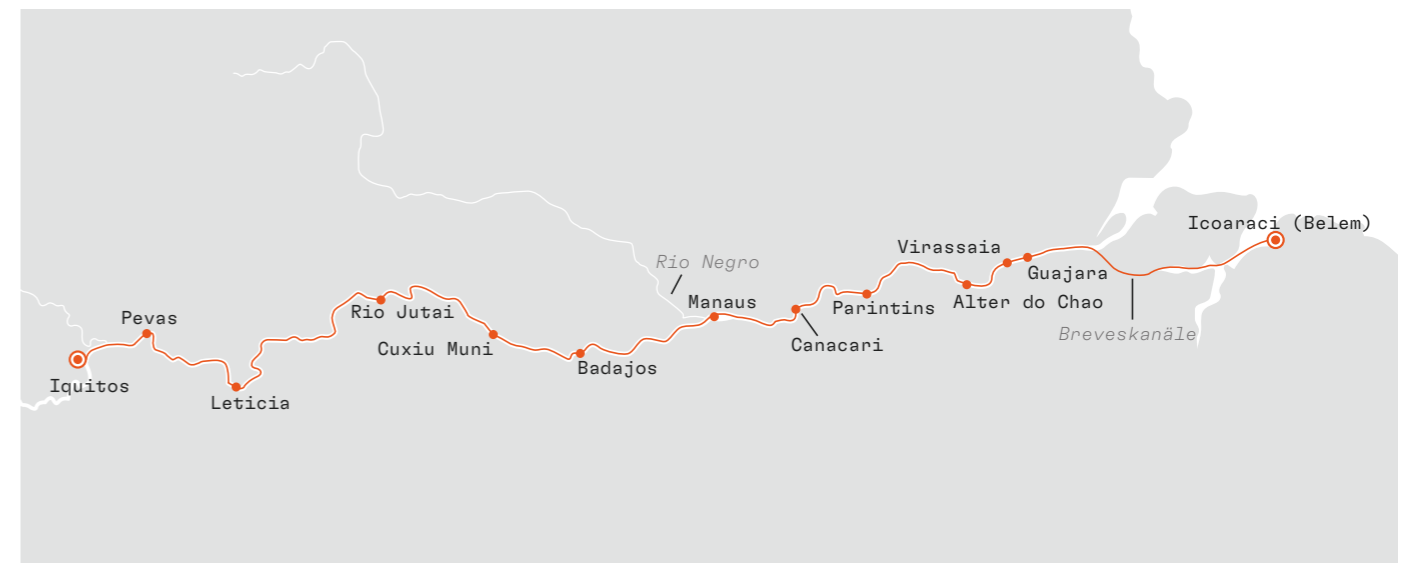 Iquitos
Pevas
Leticia
Rio Jutai
Cuxiu Muni
Badajos
Rio Negro
Manaus
Canacari
Parintins
Virassaia
Alter do Chao
Guajara
Breveskanäle
Icoaraci (Belem)